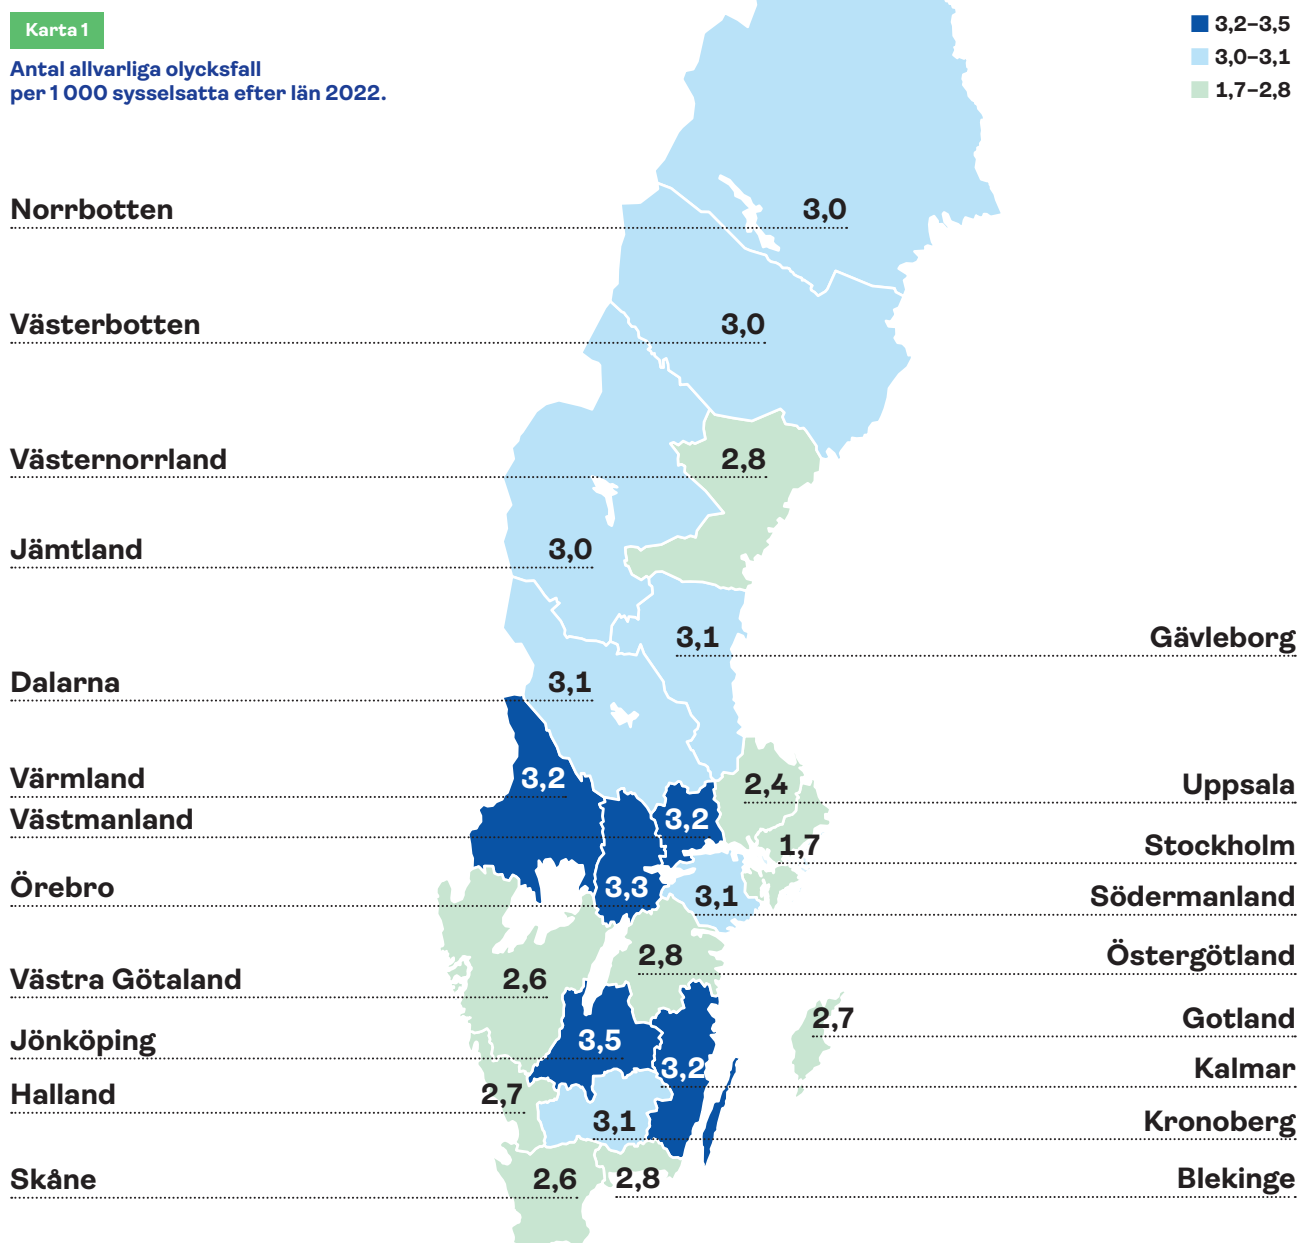 Karta 1
Antal allvarliga olycksfall
per 1 000 sysselsatta efter län 2022.
3,2–3,5
3,0–3,1
1,7–2,8
Norrbotten 3,0
Västerbotten 3,0
Västernorrland 2,8
Jämtland 3,0
3,1 Gävleborg
Dalarna 3,1
Värmland 3,2
2,4 Uppsala
Västmanland 3,2
1,7 Stockholm
Örebro 3,3
3,1 Södermanland
2,8 Östergötland
Västra Götaland 2,6
2,7 Gotland
Jönköping 3,5
3,2 Kalmar
Halland 2,7
3,1 Kronoberg
Skåne 2,6
2,8 Blekinge